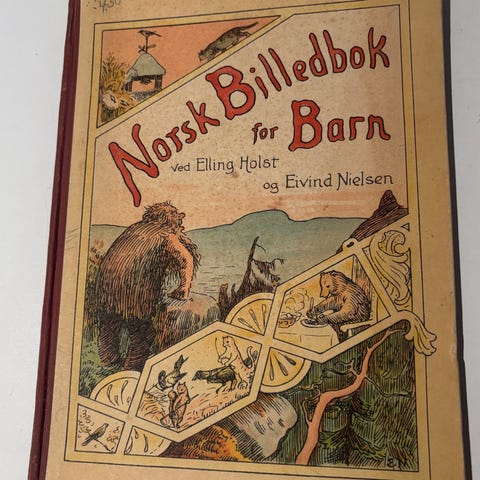 Norsk Billedbok
for Barn
ved Elling Holst
og Eivind Nielsen